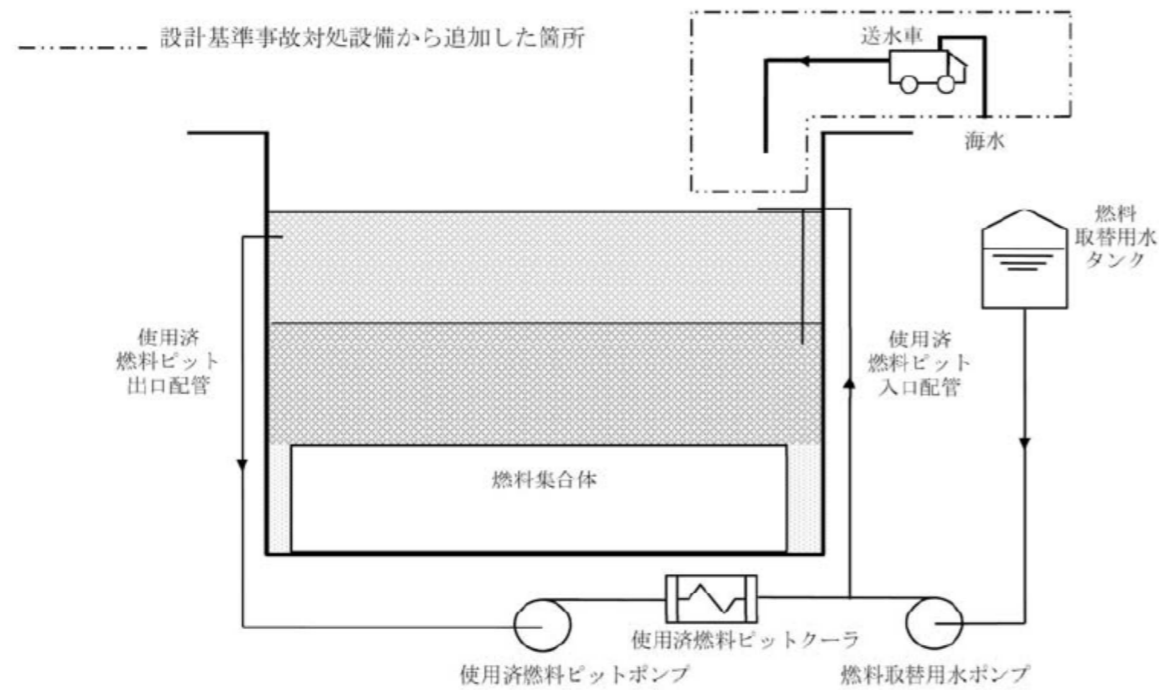 設計基準事故対処設備から追加した箇所
送水車
海水
燃料
取替用水
タンク
使用済
燃料ピット
出口配管
使用済
燃料ピット
入口配管
燃料集合体
使用済燃料ピットクーラ
使用済燃料ピットポンプ
燃料取替用水ポンプ